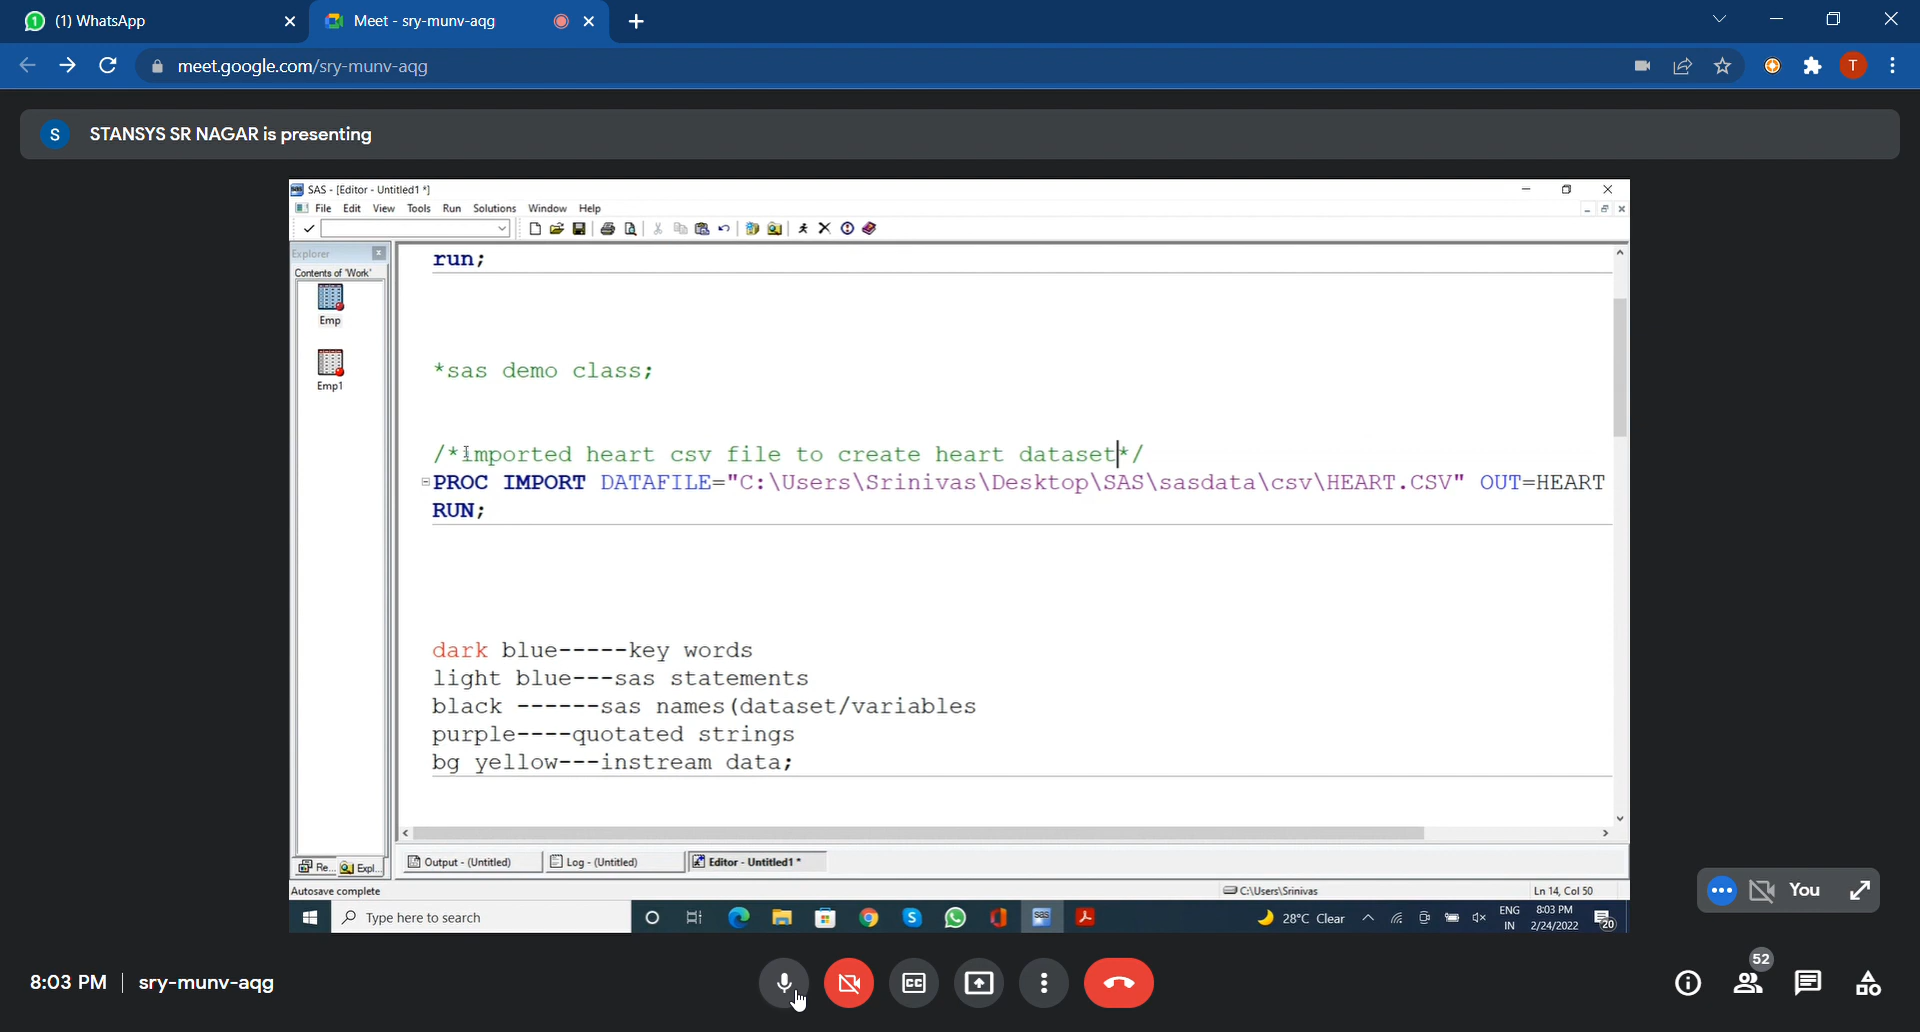 (1) WhatsApp
Meet - sry-munv-aqg
meet.google.com/sry-munv-aqg
T
S STANSYS SR NAGAR is presenting
SAS - [Editor - Untitled1 *]
File Edit View Tools Run Solutions Window Help
Explorer
Contents of 'Work'
Emp
Emp1
run;
*sas demo class;
/*imported heart csv file to create heart dataset*/
PROC IMPORT DATAFILE="C:\Users\Srinivas\Desktop\SAS\sasdata\csv\HEART.CSV" OUT=HEART
RUN;
dark blue-----key words
light blue---sas statements
black ------sas names(dataset/variables
purple----quotated strings
bg yellow---instream data;
Re... Expl... Output - (Untitled) Log - (Untitled) Editor - Untitled1 *
Autosave complete C:\Users\Srinivas Ln 14, Col 50
Type here to search 28°C Clear ENG IN 8:03 PM 2/24/2022 20
You
8:03 PM | sry-munv-aqg
CC
52